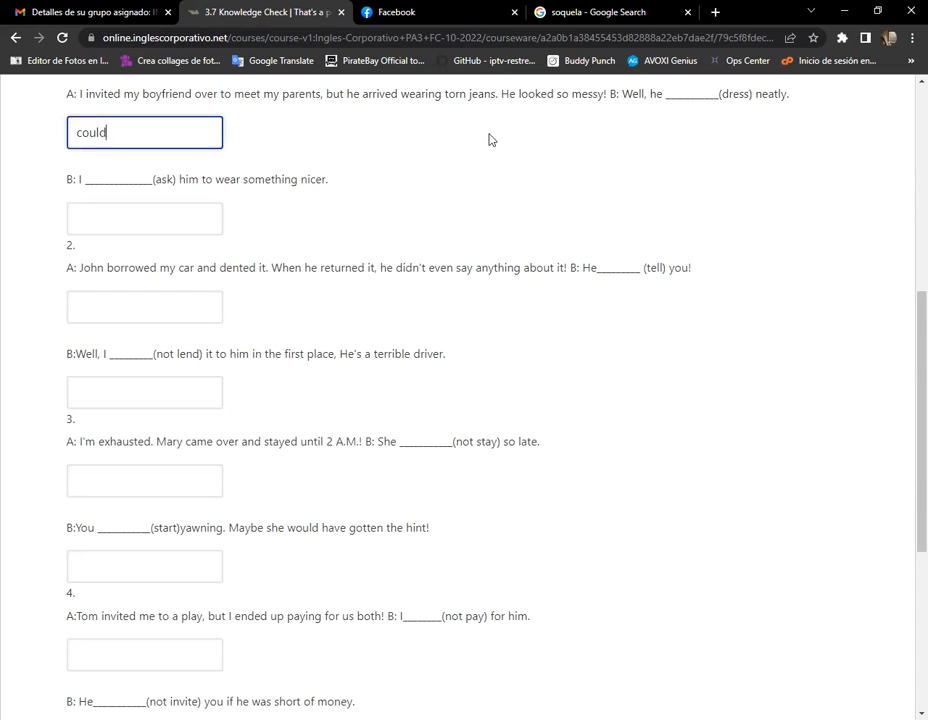 Detalles de su grupo asignado: IN
3.7 Knowledge Check | That's a p
Facebook
soquela - Google Search
online.inglescorporativo.net/courses/course-v1:Ingles-Corporativo+PA3+FC-10-2022/courseware/a2a0b1a38455453d82888a22eb7dae2f/79c5f8fdec...
Editor de Fotos en l...
Crea collages de fot...
Google Translate
PirateBay Official to...
GitHub - iptv-restre...
Buddy Punch
AVOXI Genius
Ops Center
Inicio de sesión en...
»
A: I invited my boyfriend over to meet my parents, but he arrived wearing torn jeans. He looked so messy! B: Well, he __________(dress) neatly.
could
B: I _____________(ask) him to wear something nicer.
2.
A: John borrowed my car and dented it. When he returned it, he didn't even say anything about it! B: He________ (tell) you!
B:Well, I ________(not lend) it to him in the first place, He's a terrible driver.
3.
A: I'm exhausted. Mary came over and stayed until 2 A.M.! B: She __________(not stay) so late.
B:You __________(start)yawning. Maybe she would have gotten the hint!
4.
A:Tom invited me to a play, but I ended up paying for us both! B: I_______(not pay) for him.
B: He__________(not invite) you if he was short of money.